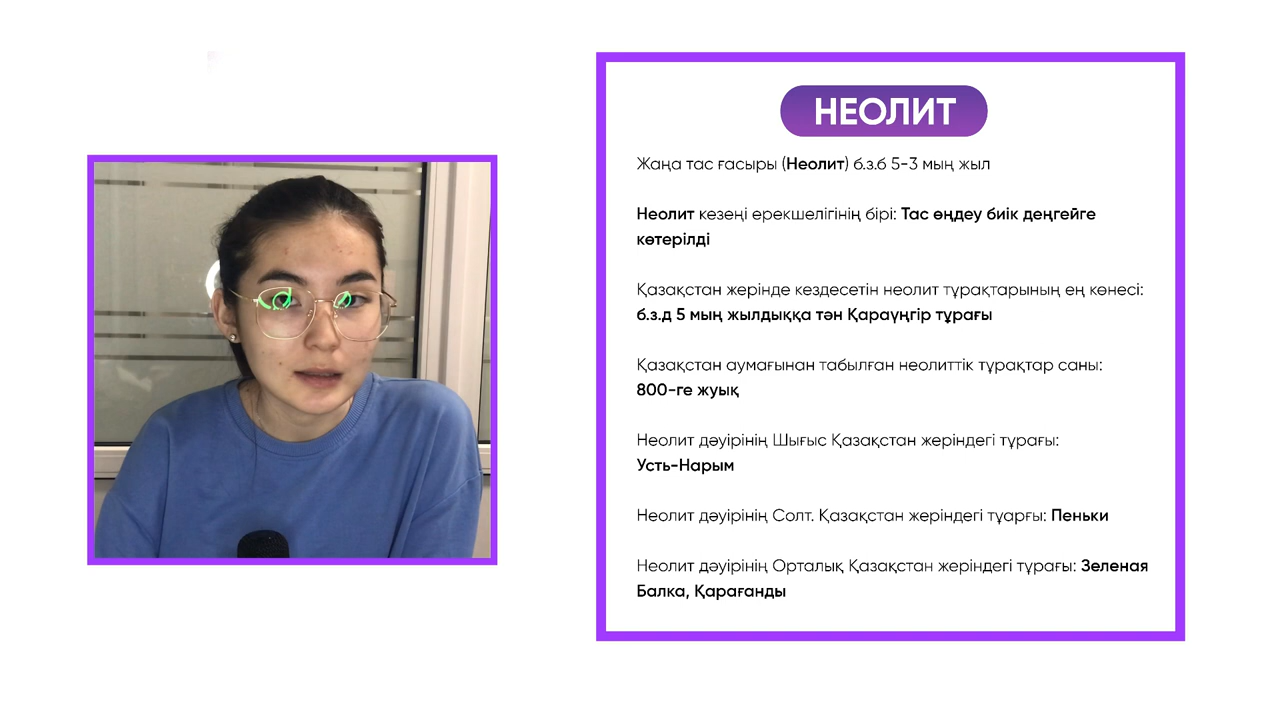 НЕОЛИТ
Жаңа тас ғасыры (Неолит) б.з.б 5-3 мың жыл
Неолит кезеңі ерекшелігінің бірі: Тас өңдеу биік деңгейге
көтерілді
Қазақстан жерінде кездесетін неолит тұрақтарының ең көнесі:
б.з.д 5 мың жылдыққа тән Қараүңгір тұрағы
Қазақстан аумағынан табылған неолиттік тұрақтар саны:
800-ге жуық
Неолит дәуірінің Шығыс Қазақстан жеріндегі тұрағы:
Усть-Нарым
Неолит дәуірінің Солт. Қазақстан жеріндегі тұарғы: Пеньки
Неолит дәуірінің Орталық Қазақстан жеріндегі тұрағы: Зеленая
Балка, Қарағанды